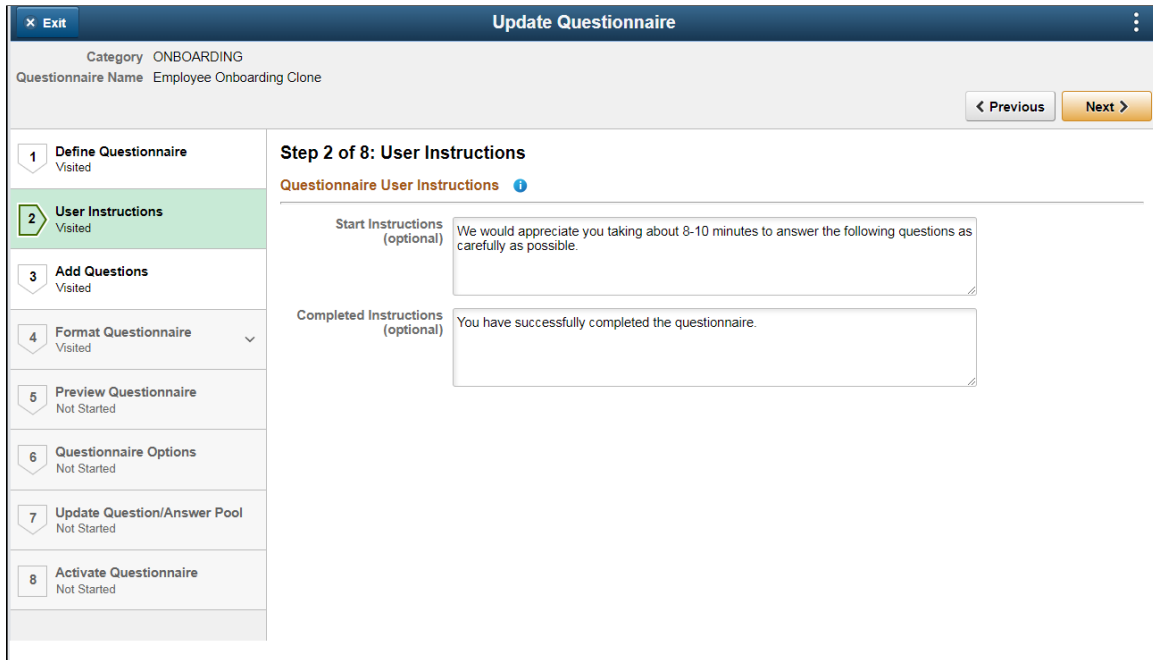 × Exit
Update Questionnaire
Category ONBOARDING
Questionnaire Name Employee Onboarding Clone
Previous
Next
1 Define Questionnaire
Visited
2 User Instructions
Visited
3 Add Questions
Visited
4 Format Questionnaire
Visited
5 Preview Questionnaire
Not Started
6 Questionnaire Options
Not Started
7 Update Question/Answer Pool
Not Started
8 Activate Questionnaire
Not Started
Step 2 of 8: User Instructions
Questionnaire User Instructions
Start Instructions
(optional)
We would appreciate you taking about 8-10 minutes to answer the following questions as
carefully as possible.
Completed Instructions
(optional)
You have successfully completed the questionnaire.